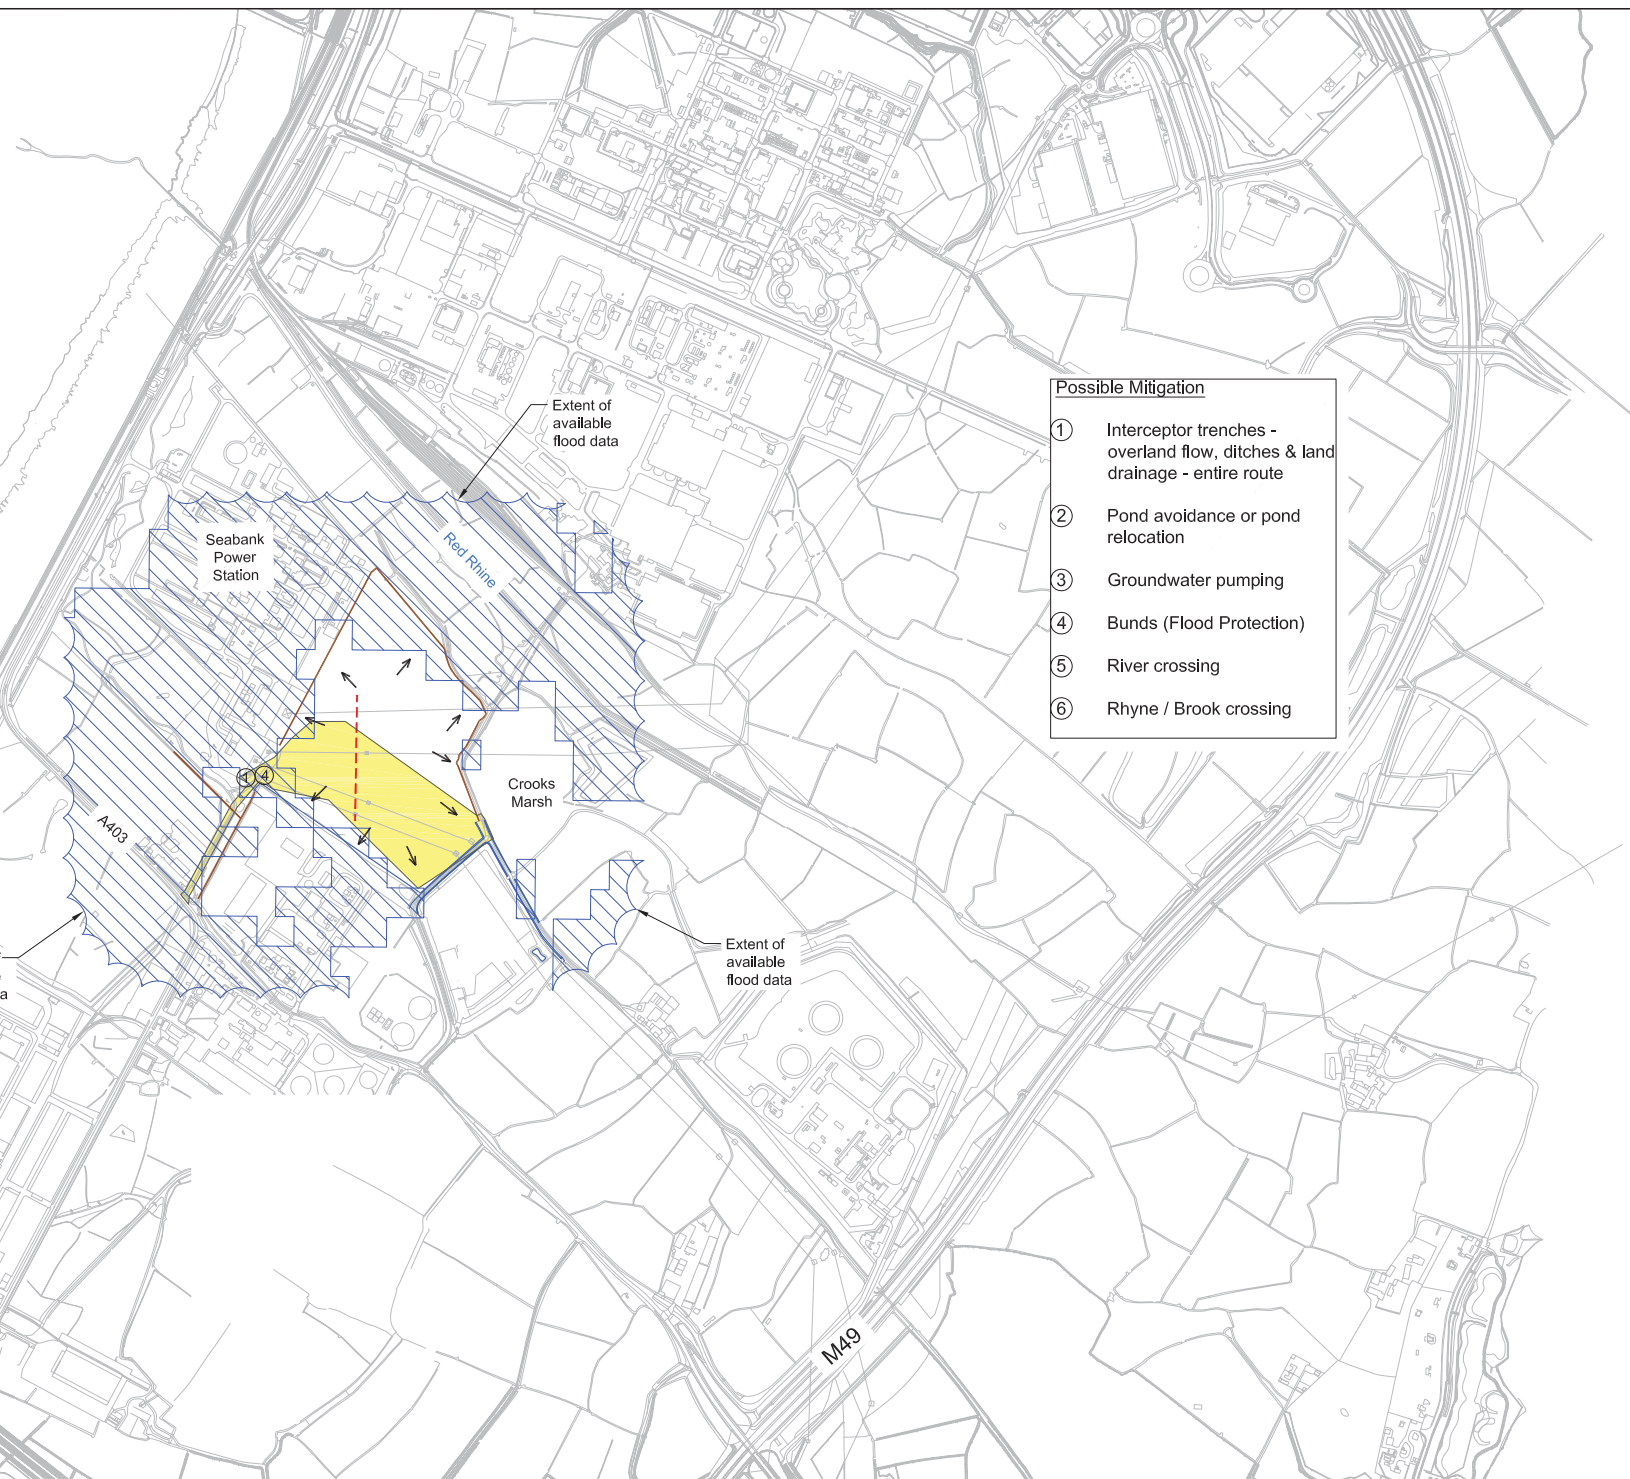 Extent of
available
flood data
Possible Mitigation
1 Interceptor trenches -
overland flow, ditches & land
drainage - entire route
2 Pond avoidance or pond
relocation
3 Groundwater pumping
4 Bunds (Flood Protection)
5 River crossing
6 Rhyne / Brook crossing
Seabank
Power
Station
Red Rhine
1 4
Crooks
Marsh
A403
Extent of
available
flood data
a
M49